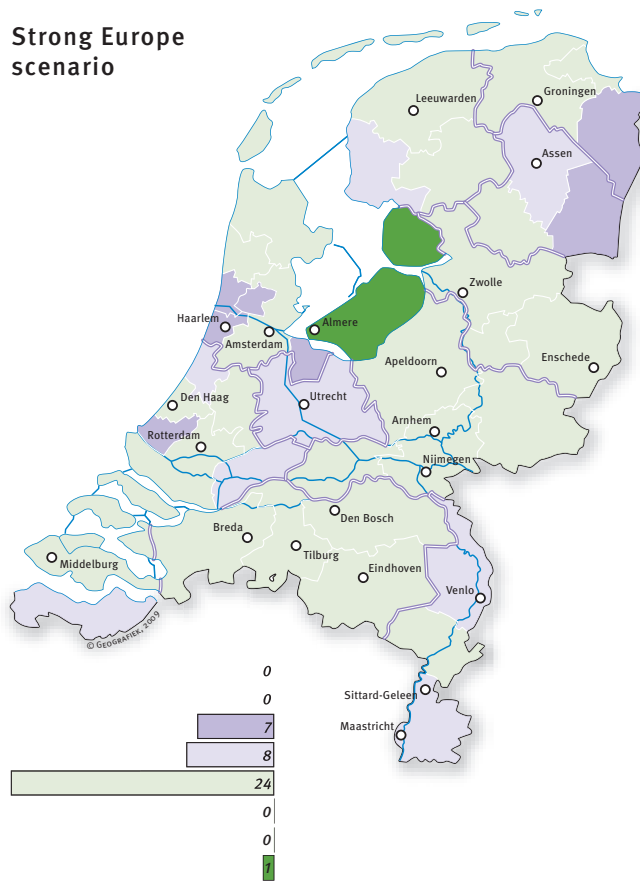 Strong Europe
scenario
Groningen
Leeuwarden
Assen
Zwolle
Haarlem
Almere
Amsterdam
Enschede
Apeldoorn
Den Haag
Utrecht
Arnhem
Rotterdam
Nijmegen
Den Bosch
Breda
Tilburg
Middelburg
Eindhoven
Venlo
© Geografiek, 2009
0
Sittard-Geleen
0
Maastricht
7
8
24
0
0
1